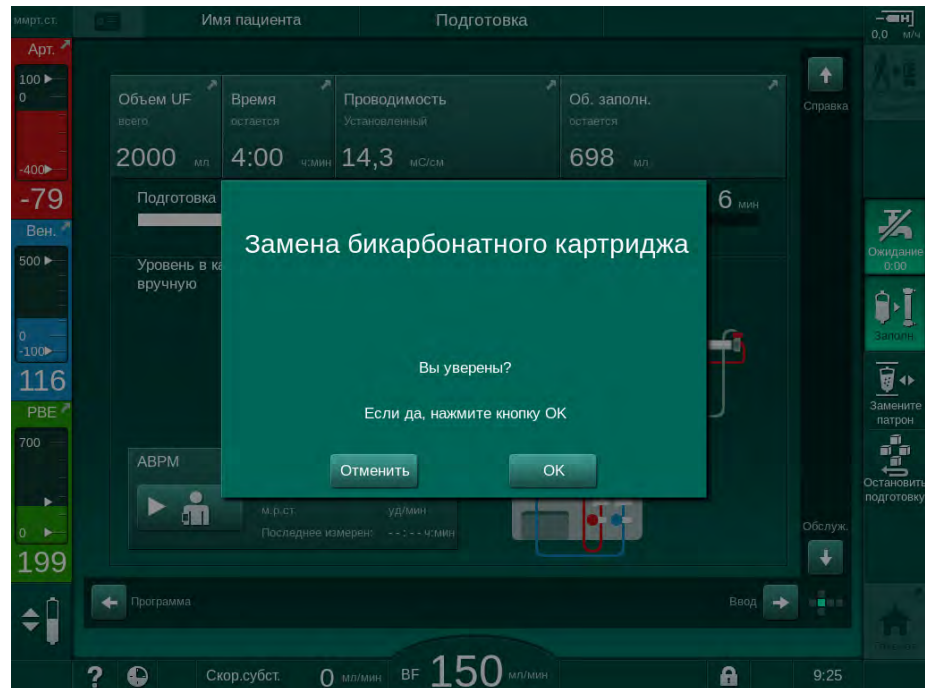 ммрт.ст.
Имя пациента
Подготовка
0,0 м/ч
Арт.
100
0
-400
-79
Вен.
500
0
-100
116
PBE
700
0
199
Объем UF
всего
2000 мл
Время
остается
4:00 ч:мин
Проводимость
Установленный
14,3 мС/см
Об. заполн.
остается
698 мл
Подготовка
6 мин
Уровень в ка
вручную
Замена бикарбонатного картриджа
Вы уверены?
Если да, нажмите кнопку OK
Отменить
OK
ABPM
уд/мин
Последнее измерен: --:-- ч:мин
Справка
Обслуж.
Ожидание
0:00
Заполн.
Замените
патрон
Остановить
подготовку
Программа
Ввод
?
Скор.субст. 0 мл/мин
BF 150 мл/мин
9:25